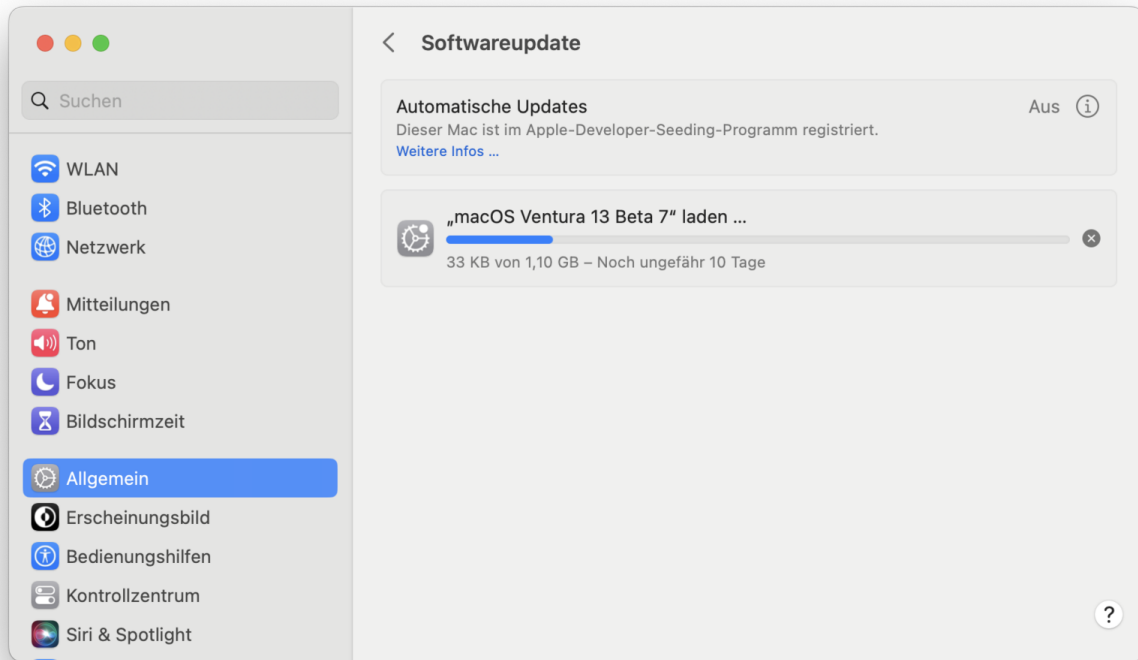 Softwareupdate
Suchen
WLAN
Bluetooth
Netzwerk
Mitteilungen
Ton
Fokus
Bildschirmzeit
Allgemein
Erscheinungsbild
Bedienungshilfen
Kontrollzentrum
Siri & Spotlight
Automatische Updates
Aus
Dieser Mac ist im Apple-Developer-Seeding-Programm registriert.
Weitere Infos ...
„macOS Ventura 13 Beta 7“ laden ...
33 KB von 1,10 GB – Noch ungefähr 10 Tage
?